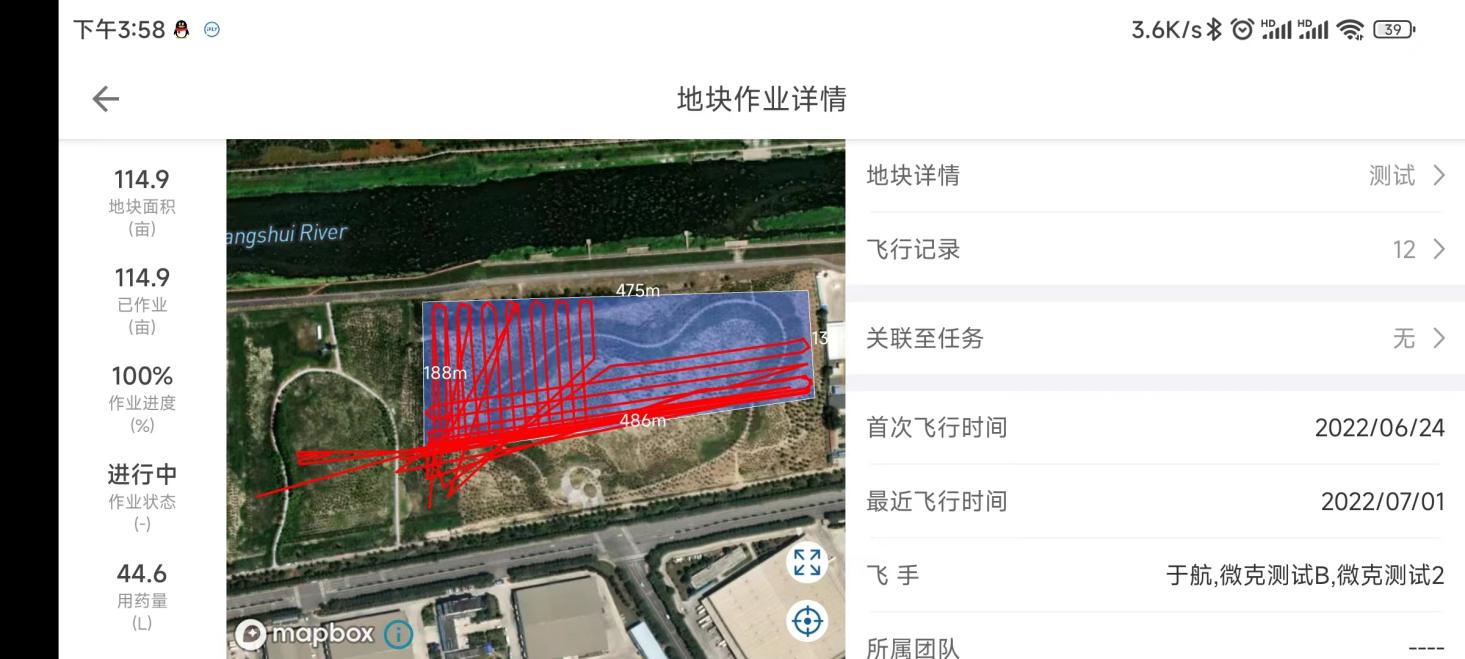 下午3:58
3.6K/s HD HD 39
地块作业详情
114.9
地块面积
(亩)
114.9
已作业
(亩)
100%
作业进度
(%)
进行中
作业状态
(-)
44.6
用药量
(L)
angshui River
475m
13
188m
486m
mapbox
地块详情 测试
飞行记录 12
关联至任务 无
首次飞行时间 2022/06/24
最近飞行时间 2022/07/01
飞 手 于航,微克测试B,微克测试2
所属团队 ----